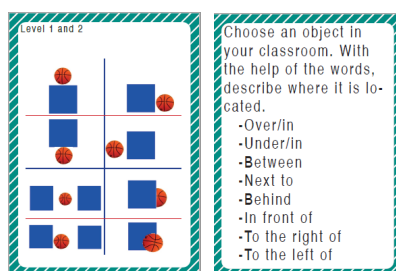 Level 1 and 2
Choose an object in
your classroom. With
the help of the words,
describe where it is lo-
cated.
-Over/in
-Under/in
-Between
-Next to
-Behind
-In front of
-To the right of
-To the left of